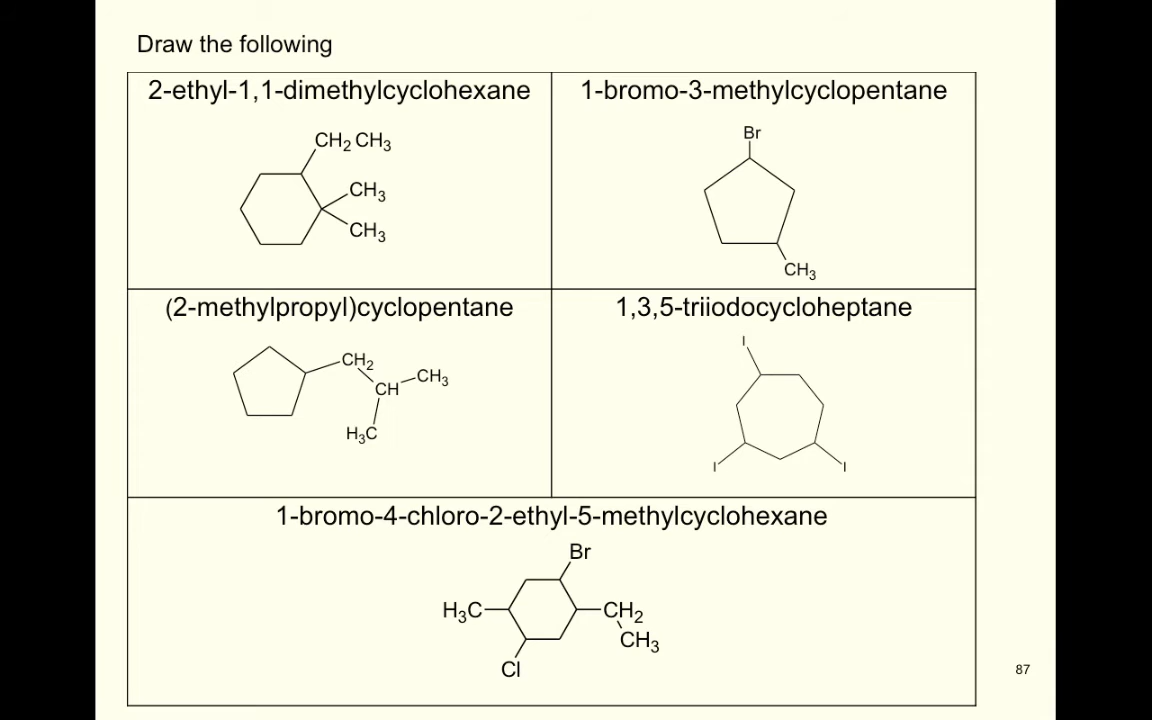 Draw the following
2-ethyl-1,1-dimethylcyclohexane
CH2 CH3
CH3
CH3
1-bromo-3-methylcyclopentane
Br
CH3
(2-methylpropyl)cyclopentane
CH2
CH
CH3
H3C
1,3,5-triiodocycloheptane
I
I
I
1-bromo-4-chloro-2-ethyl-5-methylcyclohexane
Br
H3C
CH2
CH3
Cl
87